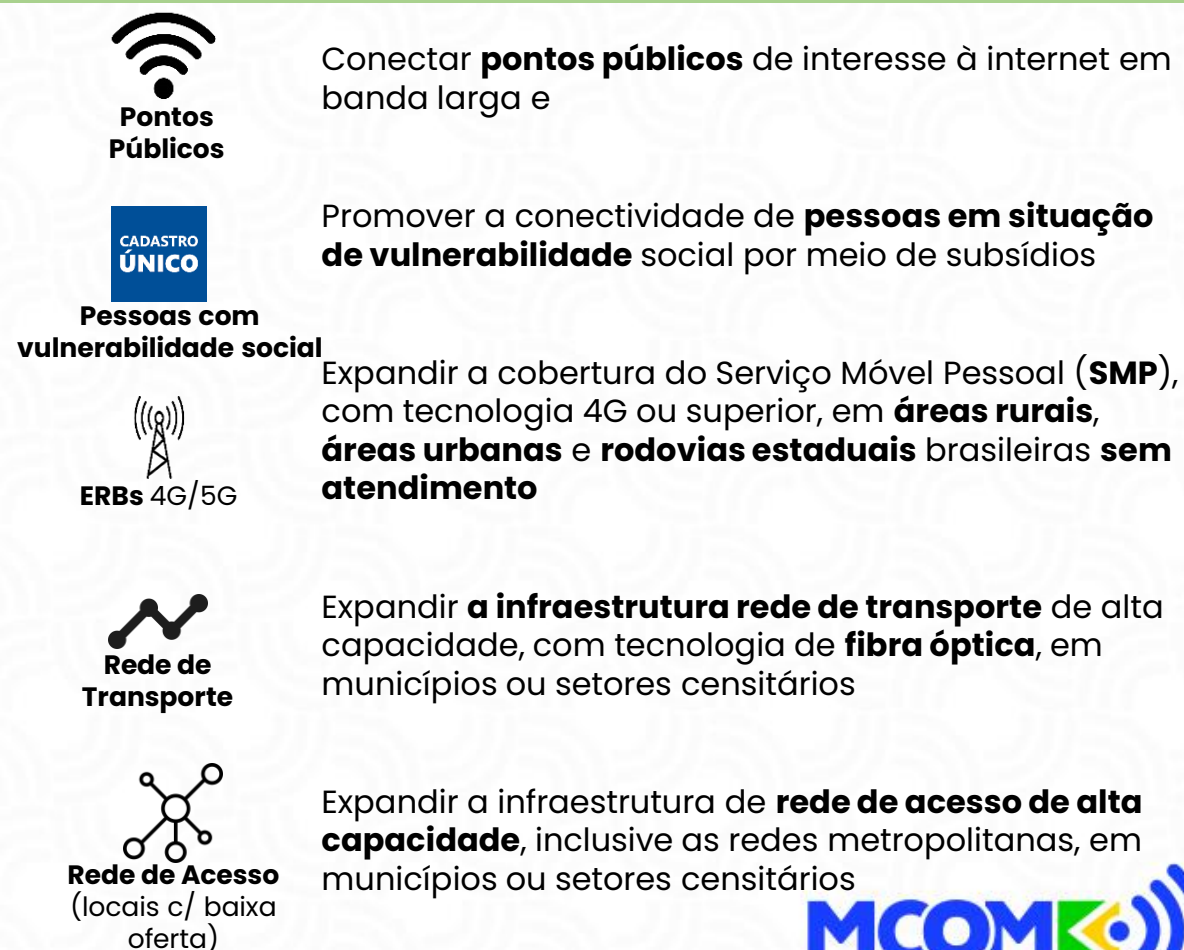 Pontos
Públicos
Conectar pontos públicos de interesse à internet em
banda larga e
CADASTRO
ÚNICO
Pessoas com
vulnerabilidade social
Promover a conectividade de pessoas em situação
de vulnerabilidade social por meio de subsídios
ERBs 4G/5G
Expandir a cobertura do Serviço Móvel Pessoal (SMP),
com tecnologia 4G ou superior, em áreas rurais,
áreas urbanas e rodovias estaduais brasileiras sem
atendimento
Rede de
Transporte
Expandir a infraestrutura rede de transporte de alta
capacidade, com tecnologia de fibra óptica, em
municípios ou setores censitários
Rede de Acesso
(locais c/ baixa
oferta)
Expandir a infraestrutura de rede de acesso de alta
capacidade, inclusive as redes metropolitanas, em
municípios ou setores censitários
MCOM